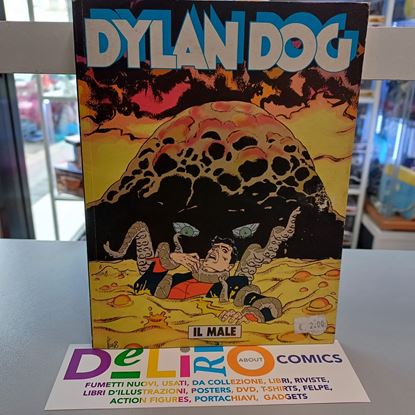 DYLAN DOG
IL MALE
€ 2.00
DeLiRiO ABOUT COMICS
FUMETTI NUOVI, USATI, DA COLLEZIONE, LIBRI, RIVISTE,
LIBRI D'ILLUSTRAZIONI, POSTERS, DVD, T-SHIRTS, FELPE,
ACTION FIGURES, PORTACHIAVI, GADGETS